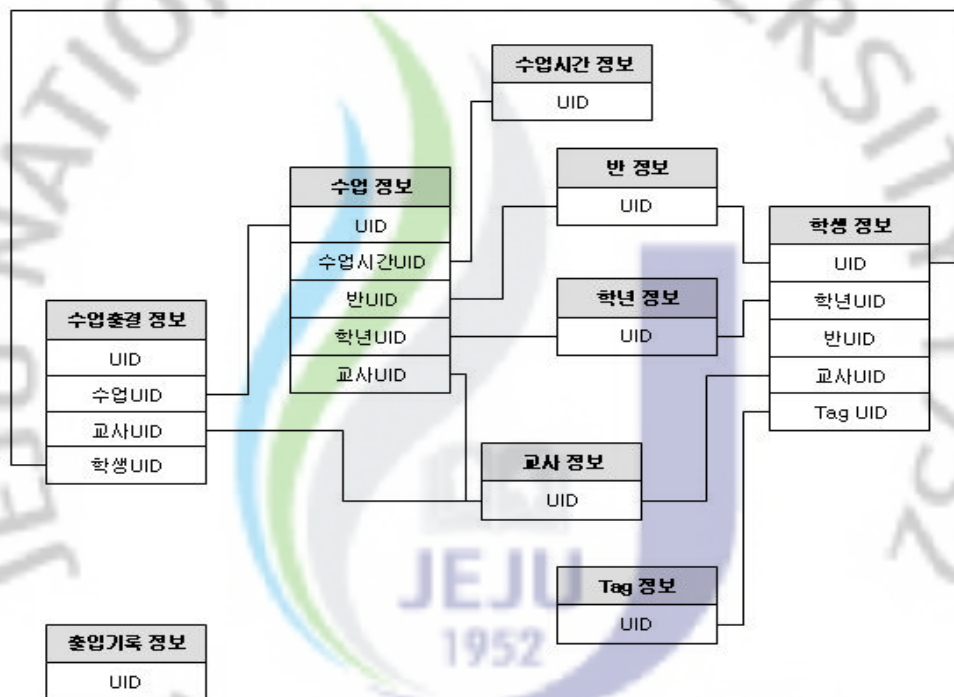 수업시간 정보
UID
수업 정보
UID
수업시간UID
반UID
학년UID
교사UID
반 정보
UID
학년 정보
UID
학생 정보
UID
학년UID
반UID
교사UID
Tag UID
수업출결 정보
UID
수업UID
교사UID
학생UID
교사 정보
UID
Tag 정보
UID
출입기록 정보
UID
JEJU
1952